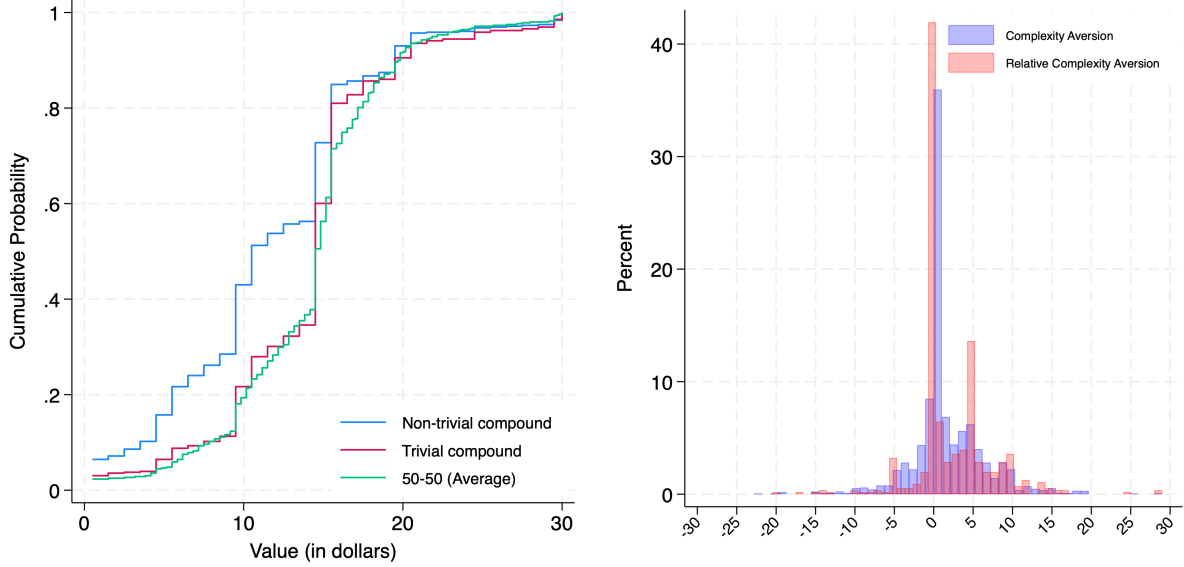 1
.8
.6
.4
.2
0
Cumulative Probability
0 10 20 30
Value (in dollars)
Non-trivial compound
Trivial compound
50-50 (Average)
40
30
20
10
0
Percent
-30 -25 -20 -15 -10 -5 0 5 10 15 20 25 30
Complexity Aversion
Relative Complexity Aversion